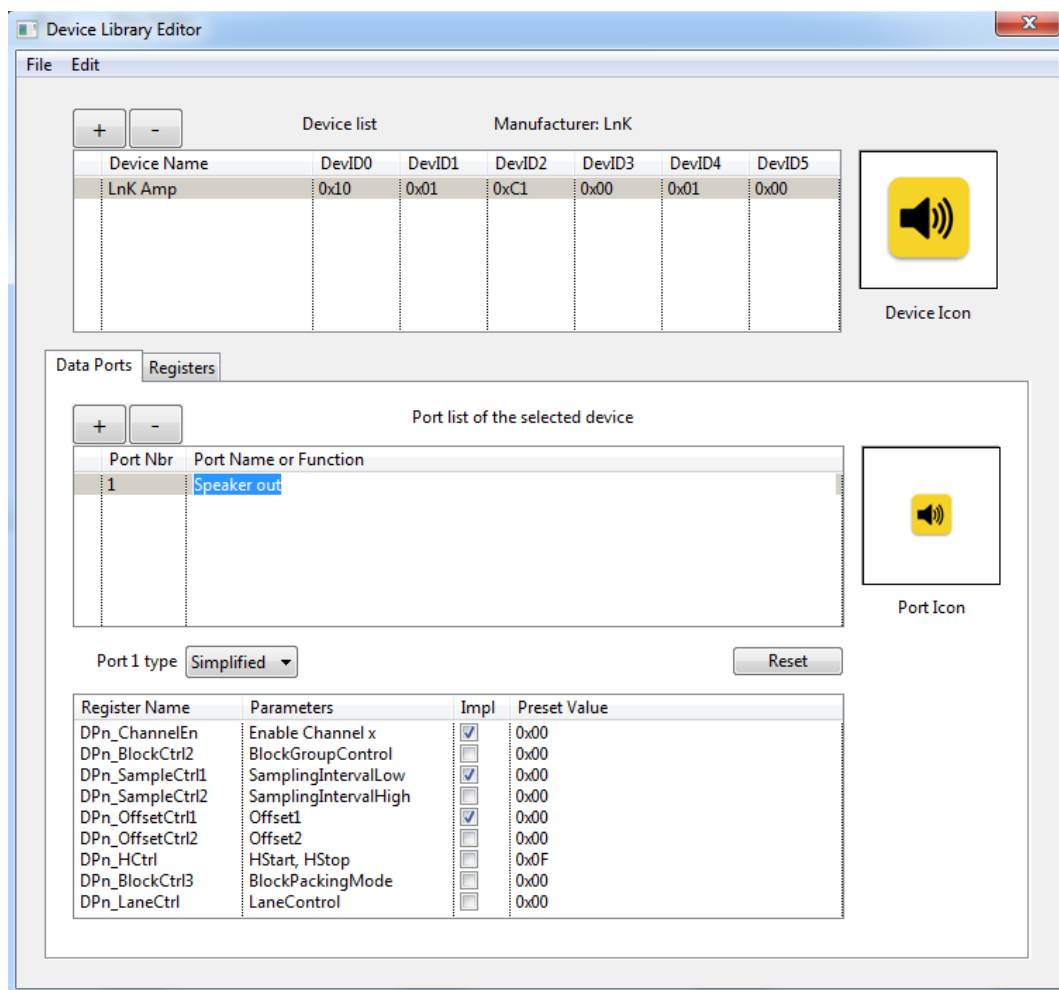 Device Library Editor
x
File Edit
+ - Device list Manufacturer: LnK
Device Name DevID0 DevID1 DevID2 DevID3 DevID4 DevID5
LnK Amp 0x10 0x01 0xC1 0x00 0x01 0x00
Device Icon
Data Ports Registers
+ - Port list of the selected device
Port Nbr Port Name or Function
1 Speaker out
Port Icon
Port 1 type Simplified Reset
Register Name Parameters Impl Preset Value
DPn_ChannelEn Enable Channel x 0x00
DPn_BlockCtrl2 BlockGroupControl 0x00
DPn_SampleCtrl1 SamplingIntervalLow 0x00
DPn_SampleCtrl2 SamplingIntervalHigh 0x00
DPn_OffsetCtrl1 Offset1 0x00
DPn_OffsetCtrl2 Offset2 0x00
DPn_HCtrl HStart, HStop 0x0F
DPn_BlockCtrl3 BlockPackingMode 0x00
DPn_LaneCtrl LaneControl 0x00